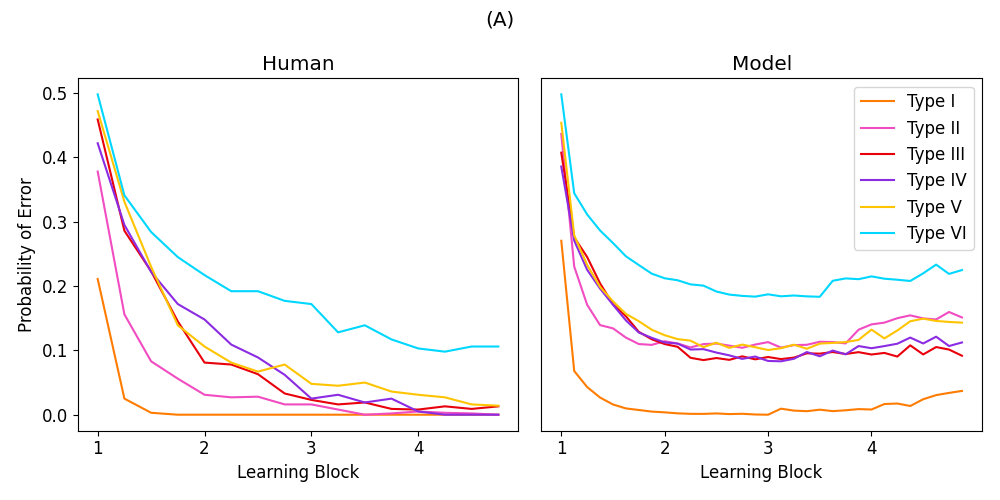 (A)
Human
Model
Probability of Error
0.5
0.4
0.3
0.2
0.1
0.0
1 2 3 4
Learning Block
1 2 3 4
Learning Block
Type I
Type II
Type III
Type IV
Type V
Type VI